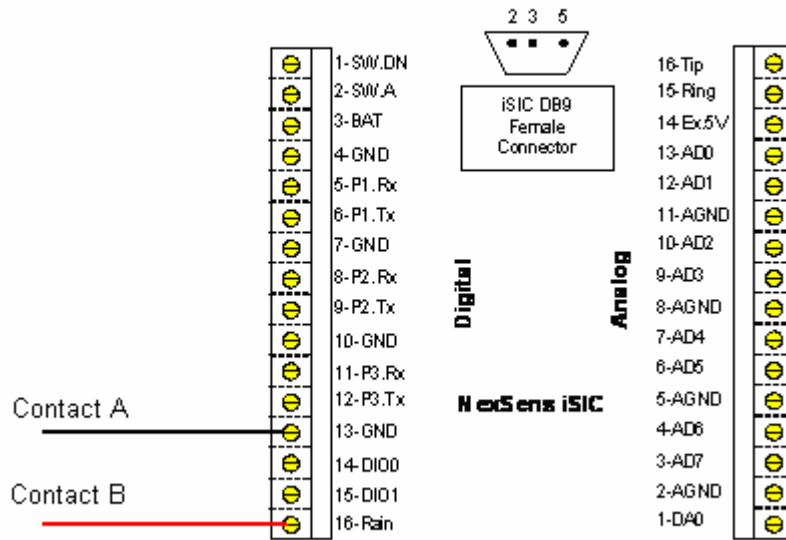 2 3 5
iSIC DB9
Female
Connector
1-SW.DN
2-SW.A
3-BAT
4-GND
5-P1.Rx
6-P1.Tx
7-GND
8-P2.Rx
9-P2.Tx
10-GND
11-P3.Rx
12-P3.Tx
13-GND
14-DIO0
15-DIO1
16-Rain
Contact A
Contact B
Digital
Analog
NexSens iSIC
16-Tip
15-Ring
14-Ex.5V
13-AD0
12-AD1
11-AGND
10-AD2
9-AD3
8-AGND
7-AD4
6-AD5
5-AGND
4-AD6
3-AD7
2-AGND
1-DA0